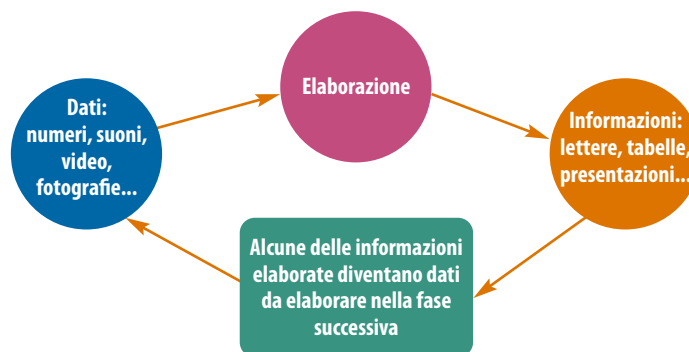 Dati:
numeri, suoni,
video,
fotografie...
Elaborazione
Informazioni:
lettere, tabelle,
presentazioni...
Alcune delle informazioni
elaborate diventano dati
da elaborare nella fase
successiva